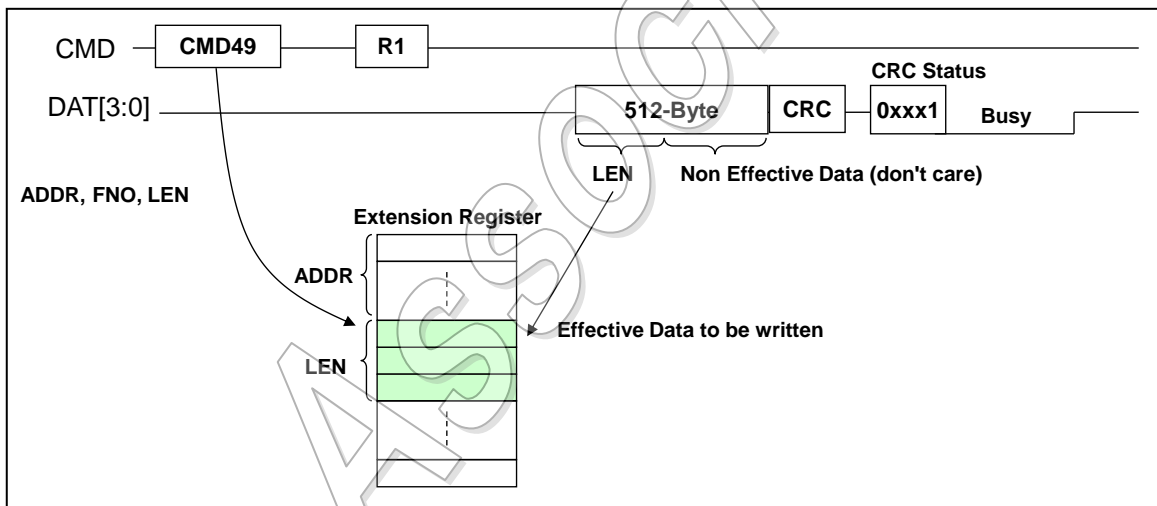 CMD CMD49 R1
CRC Status
DAT[3:0] 512-Byte CRC 0xxx1 Busy
LEN Non Effective Data (don't care)
ADDR, FNO, LEN
Extension Register
ADDR
Effective Data to be written
LEN